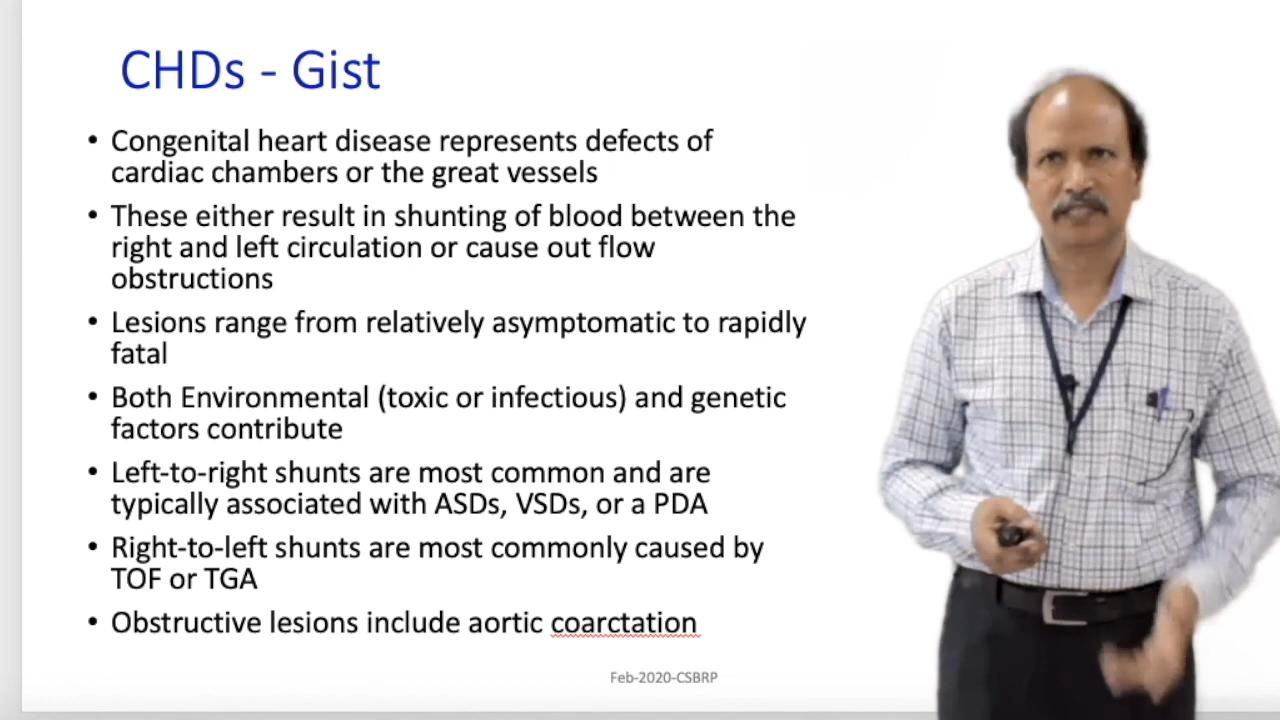 CHDs - Gist
• Congenital heart disease represents defects of
cardiac chambers or the great vessels
• These either result in shunting of blood between the
right and left circulation or cause out flow
obstructions
• Lesions range from relatively asymptomatic to rapidly
fatal
• Both Environmental (toxic or infectious) and genetic
factors contribute
• Left-to-right shunts are most common and are
typically associated with ASDs, VSDs, or a PDA
• Right-to-left shunts are most commonly caused by
TOF or TGA
• Obstructive lesions include aortic coarctation
Feb-2020-CSBRP